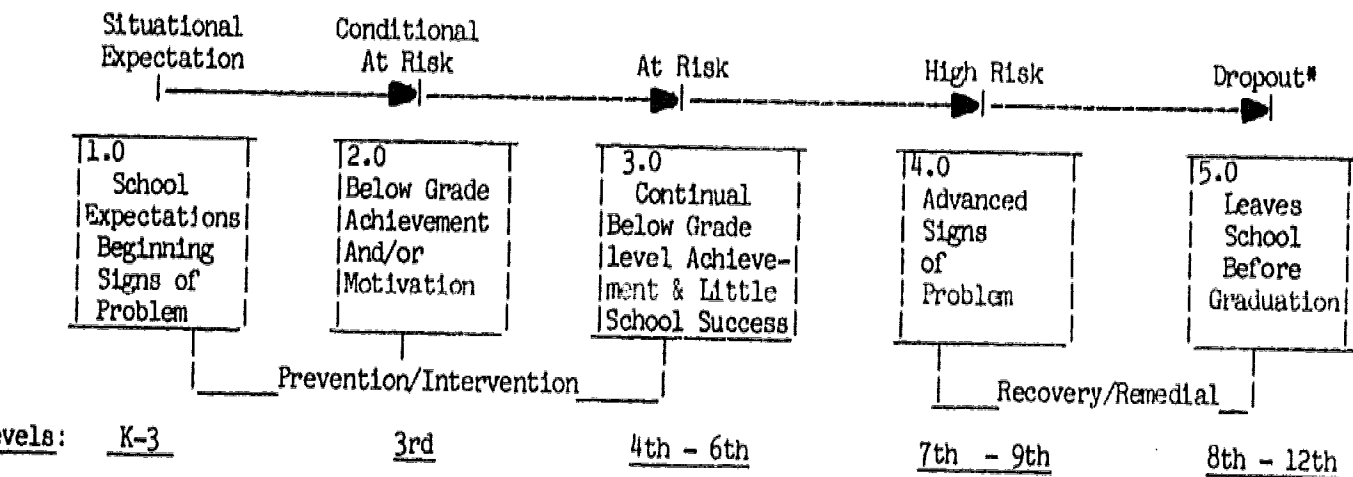 Situational
Expectation
Conditional
At Risk
At Risk
High Risk
Dropout*
1.0
School
Expectations
Beginning
Signs of
Problem
2.0
Below Grade
Achievement
And/or
Motivation
3.0
Continual
Below Grade
level Achieve-
ment & Little
School Success
4.0
Advanced
Signs
of
Problem
5.0
Leaves
School
Before
Graduation
Prevention/Intervention
Recovery/Remedial
evels: K-3 3rd 4th - 6th 7th - 9th 8th - 12th